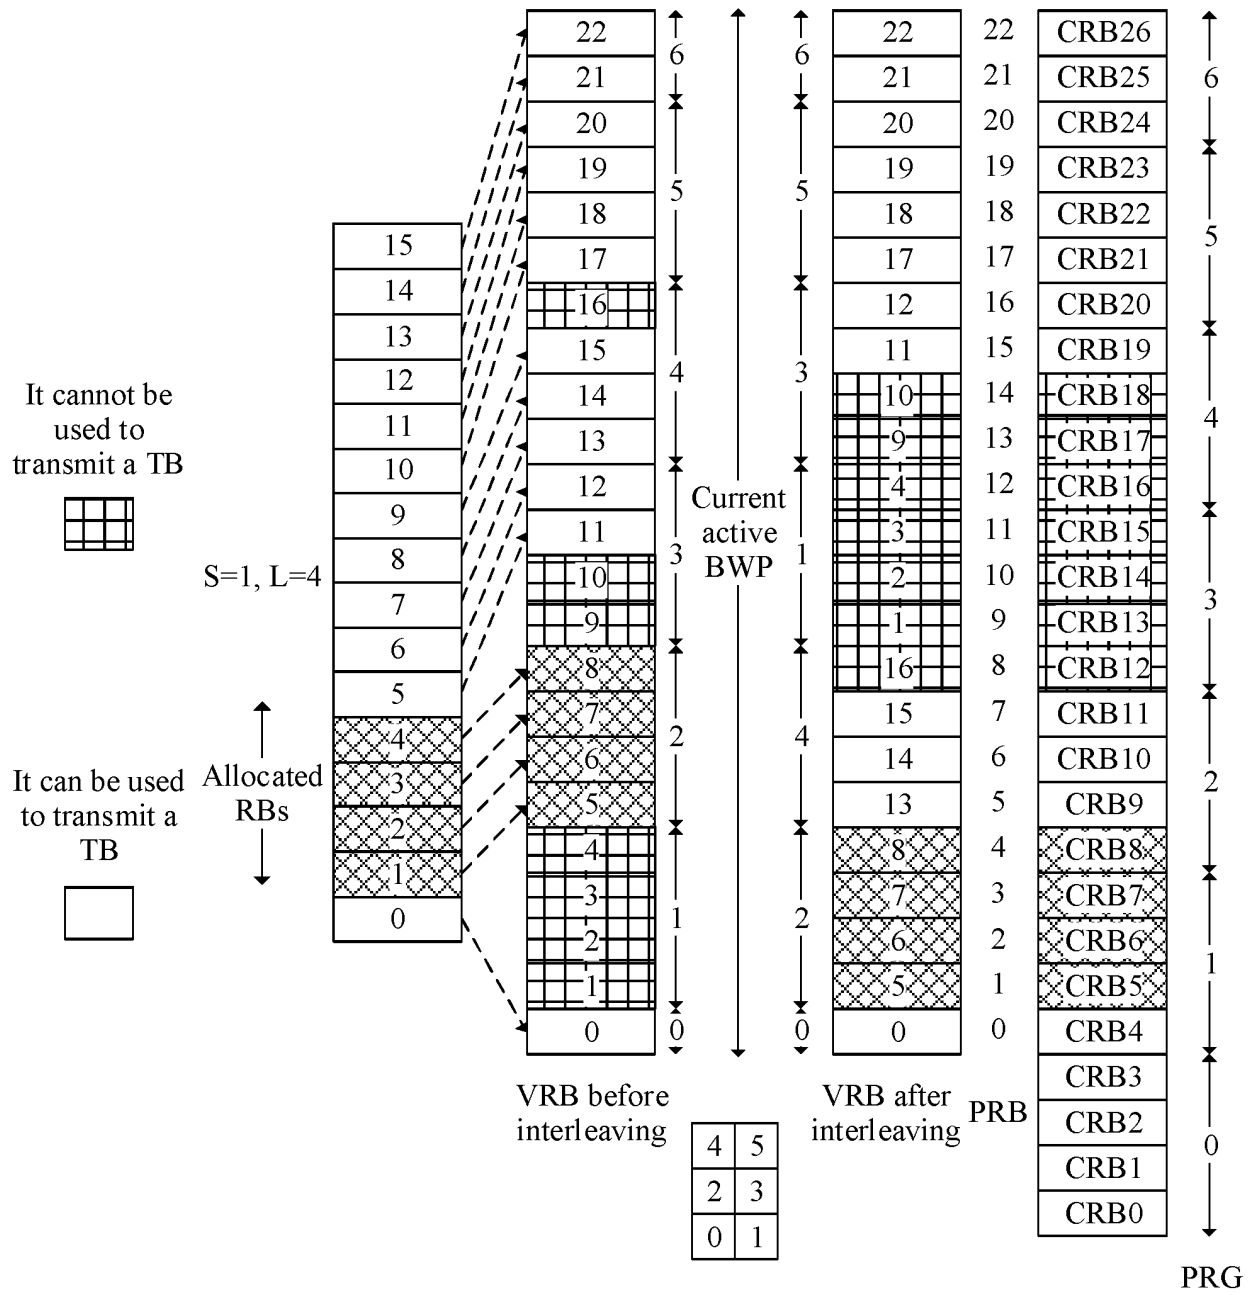 It cannot be
used to
transmit a TB
It can be used
to transmit a
TB
S=1, L=4
Allocated
RBs
15
14
13
12
11
10
9
8
7
6
5
4
3
2
1
0
22
21
20
19
18
17
16
15
14
13
12
11
10
9
8
7
6
5
4
3
2
1
0
VRB before
interleaving
6
5
4
3
2
1
0
Current
active
BWP
4 5
2 3
0 1
6
5
3
1
4
2
0
22
21
20
19
18
17
12
11
10
9
4
3
2
1
16
15
14
13
8
7
6
5
0
VRB after
interleaving
22
21
20
19
18
17
16
15
14
13
12
11
10
9
8
7
6
5
4
3
2
1
0
PRB
CRB26
CRB25
CRB24
CRB23
CRB22
CRB21
CRB20
CRB19
CRB18
CRB17
CRB16
CRB15
CRB14
CRB13
CRB12
CRB11
CRB10
CRB9
CRB8
CRB7
CRB6
CRB5
CRB4
CRB3
CRB2
CRB1
CRB0
6
5
4
3
2
1
0
PRG